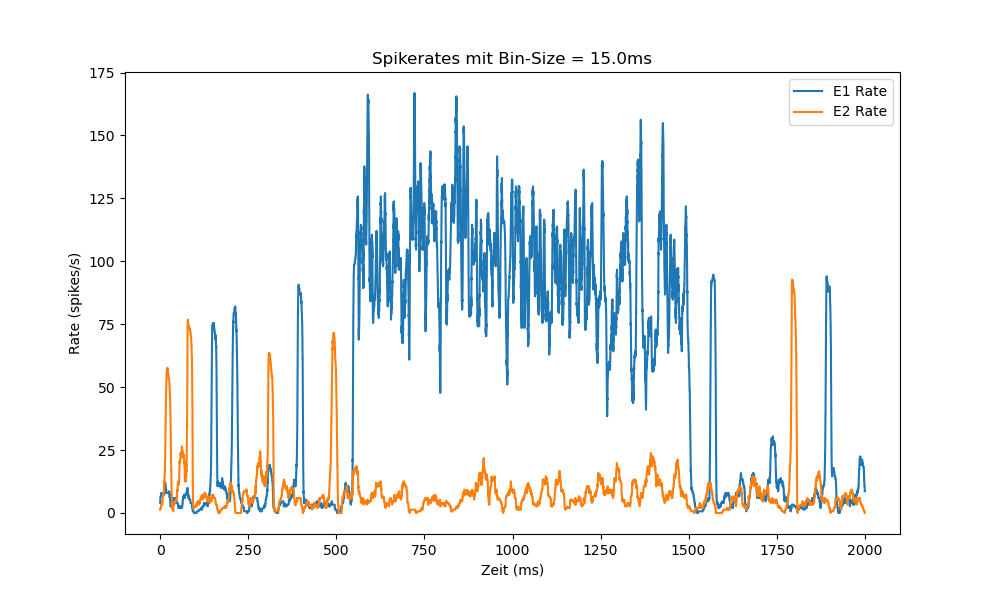 Spikerates mit Bin-Size = 15.0ms
E1 Rate
E2 Rate
Rate (spikes/s)
175
150
125
100
75
50
25
0
0 250 500 750 1000 1250 1500 1750 2000
Zeit (ms)